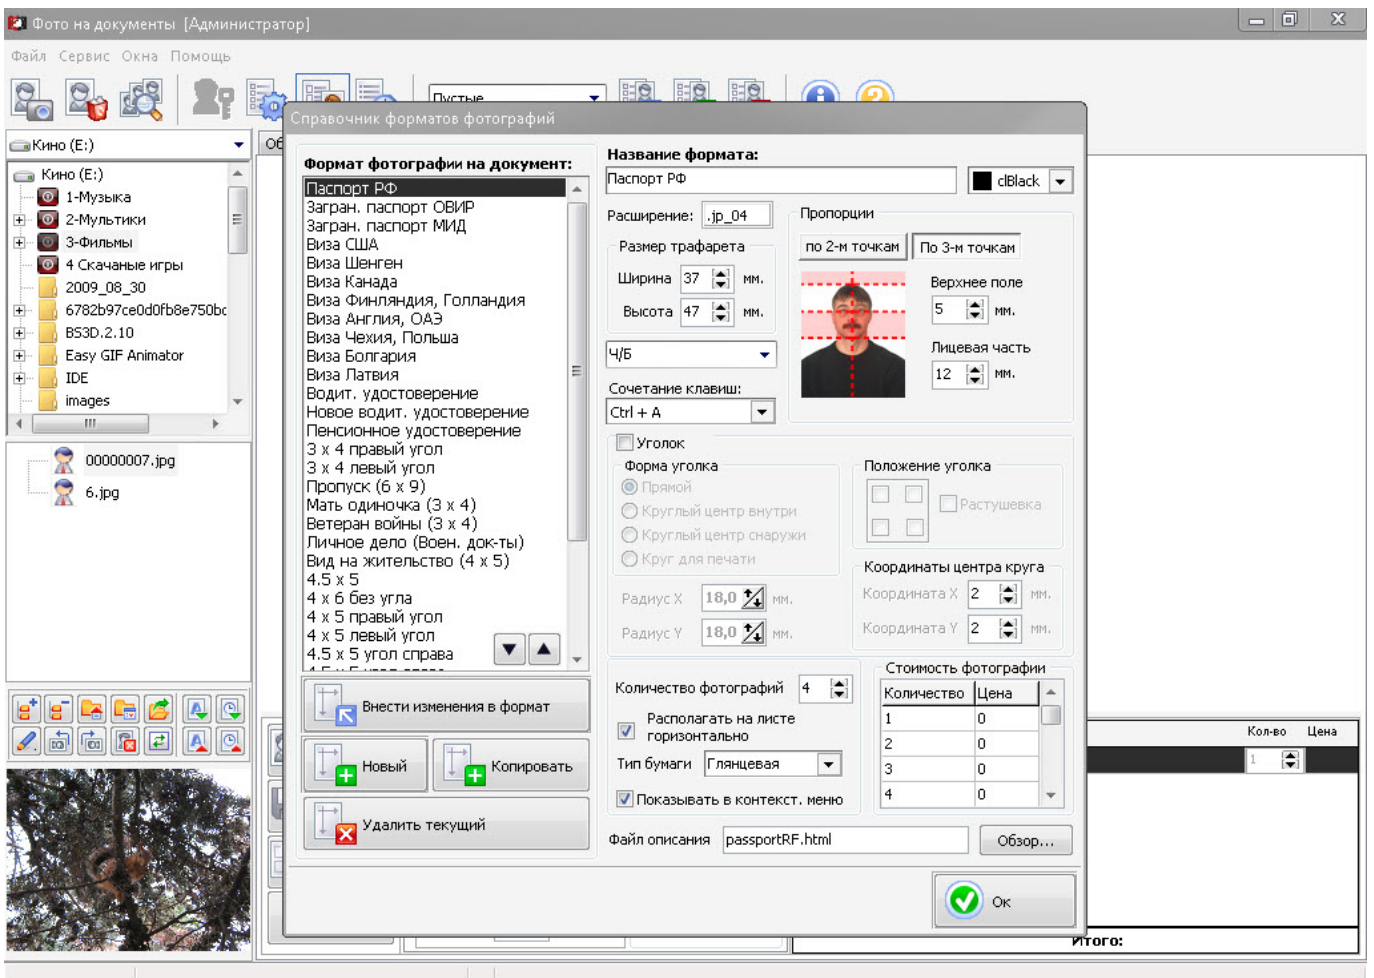 Фото на документы [Администратор]
Файл Сервис Окна Помощь
Пустые
Кино (E:)
Об
Кино (E:)
1-Музыка
2-Мультики
3-Фильмы
4 Скачаные игры
2009_08_30
6782b97ce0d0fb8e750bc
BS3D.2.10
Easy GIF Animator
IDE
images
00000007.jpg
6.jpg
Справочник форматов фотографий
Формат фотографии на документ:
Паспорт РФ
Загран. паспорт ОВИР
Загран. паспорт МИД
Виза США
Виза Шенген
Виза Канада
Виза Финляндия, Голландия
Виза Англия, ОАЭ
Виза Чехия, Польша
Виза Болгария
Виза Латвия
Водит. удостоверение
Новое водит. удостоверение
Пенсионное удостоверение
3 x 4 правый угол
3 x 4 левый угол
Пропуск (6 x 9)
Мать одиночка (3 x 4)
Ветеран войны (3 x 4)
Личное дело (Воен. док-ты)
Вид на жительство (4 x 5)
4.5 x 5
4 x 6 без угла
4 x 5 правый угол
4 x 5 левый угол
4.5 x 5 угол справа
Внести изменения в формат
Новый
Копировать
Удалить текущий
Название формата:
Паспорт РФ
clBlack
Расширение: .jp_04
Размер трафарета
Ширина 37 мм.
Высота 47 мм.
Ч/Б
Сочетание клавиш:
Ctrl + A
Пропорции
по 2-м точкам
По 3-м точкам
Верхнее поле
5 мм.
Лицевая часть
12 мм.
Уголок
Форма уголка
Прямой
Круглый центр внутри
Круглый центр снаружи
Круг для печати
Радиус X 18,0 мм.
Радиус Y 18,0 мм.
Положение уголка
Растушевка
Координаты центра круга
Координата X 2 мм.
Координата Y 2 мм.
Количество фотографий 4
Располагать на листе
горизонтально
Тип бумаги Глянцевая
Показывать в контекст. меню
Стоимость фотографии
Количество Цена
1 0
2 0
3 0
4 0
Файл описания passportRF.html
Обзор...
Ок
Кол-во Цена
1
Итого: